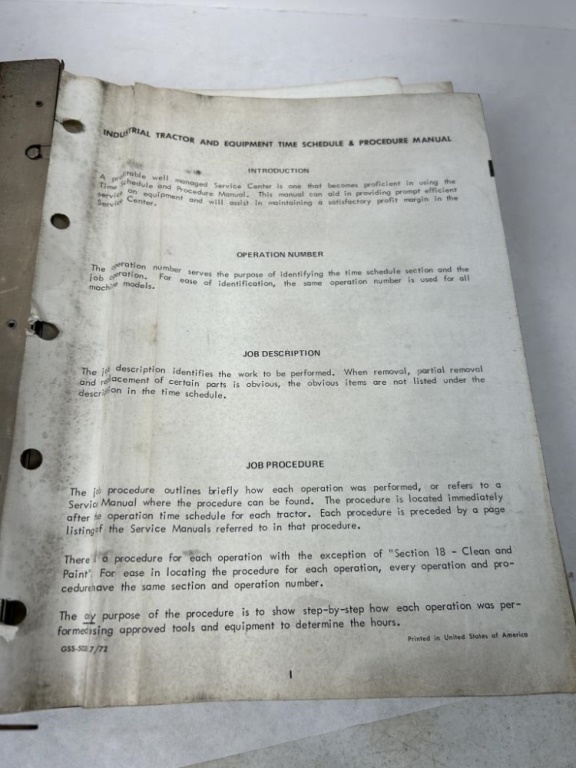 INDUSTRIAL TRACTOR AND EQUIPMENT TIME SCHEDULE & PROCEDURE MANUAL
INTRODUCTION
A profitable well managed Service Center is one that becomes proficient in using the
Time Schedule and Procedure Manual. This manual can aid in providing prompt efficient
service on equipment and will assist in maintaining a satisfactory profit margin in the
Service Center.
OPERATION NUMBER
The operation number serves the purpose of identifying the time schedule section and the
job operation. For ease of identification, the same operation number is used for all
machine models.
JOB DESCRIPTION
The job description identifies the work to be performed. When removal, partial removal
and replacement of certain parts is obvious, the obvious items are not listed under the
description in the time schedule.
JOB PROCEDURE
The job procedure outlines briefly how each operation was performed, or refers to a
Service Manual where the procedure can be found. The procedure is located immediately
after the operation time schedule for each tractor. Each procedure is preceded by a page
listing of the Service Manuals referred to in that procedure.
There is a procedure for each operation with the exception of "Section 18 - Clean and
Paint" For ease in locating the procedure for each operation, every operation and pro-
cedure have the same section and operation number.
The purpose of the procedure is to show step-by-step how each operation was per-
formed using approved tools and equipment to determine the hours.
7/72
Printed in United States of America
1